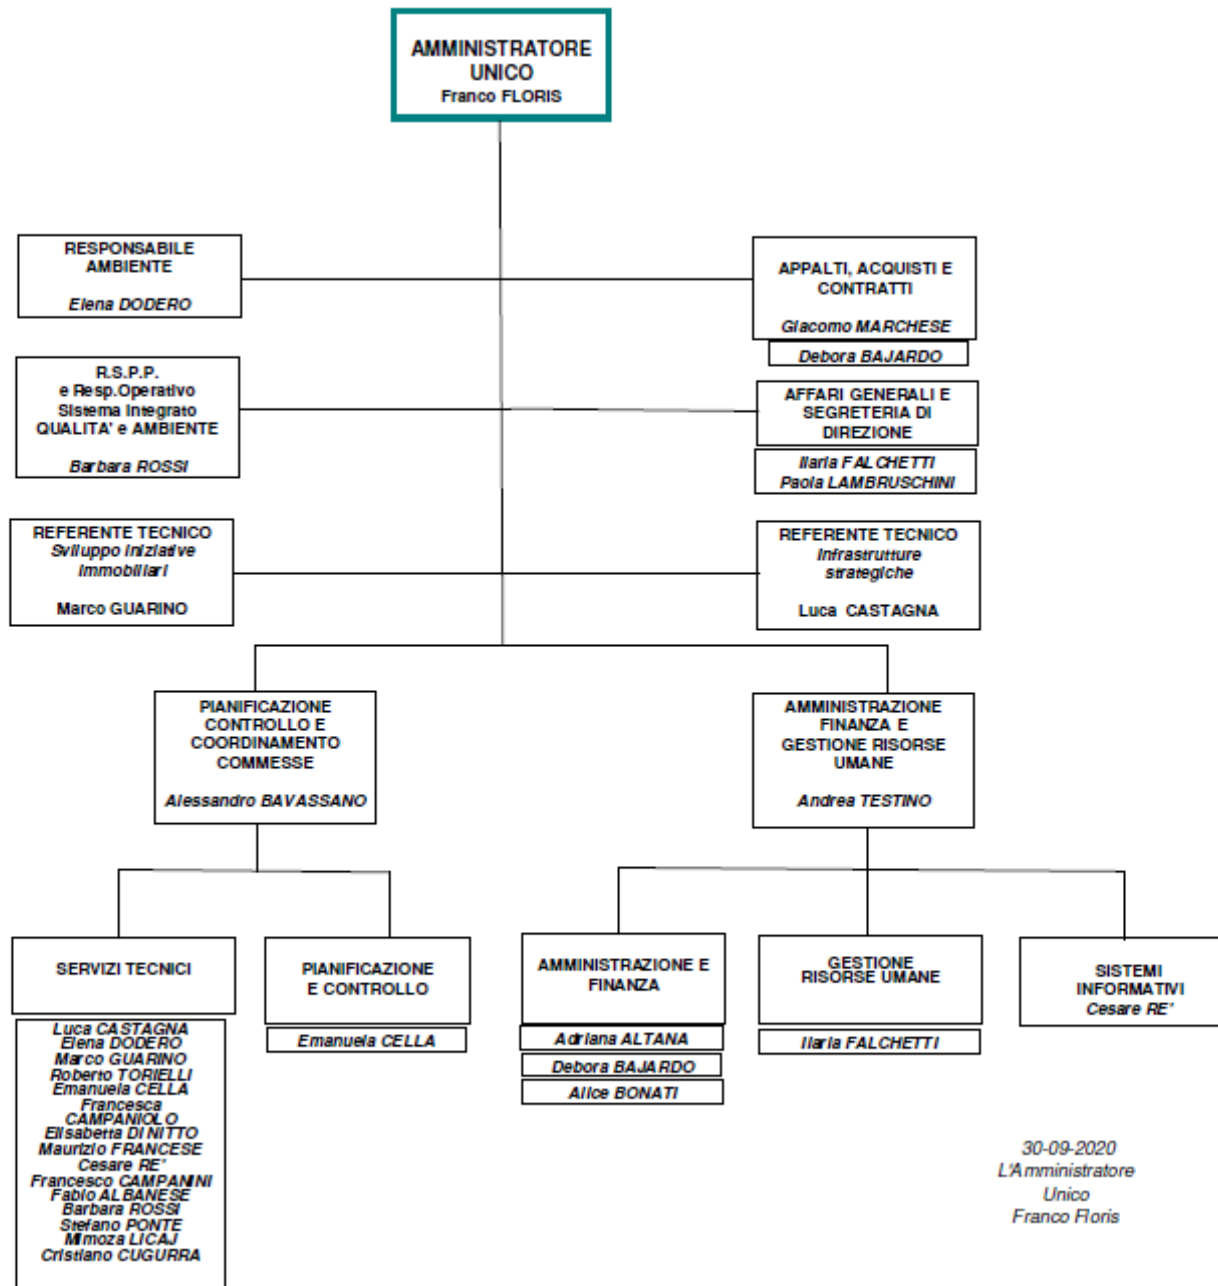 AMMINISTRATORE
UNICO
Franco FLORIS
RESPONSABILE
AMBIENTE
Elena DODERO
APPALTI, ACQUISTI E
CONTRATTI
Giacomo MARCHESE
Debora BAJARDO
R.S.P.P.
e Resp.Operativo
Sistema Integrato
QUALITA' e AMBIENTE
Barbara ROSSI
AFFARI GENERALI E
SEGRETERIA DI
DIREZIONE
Ilaria FALCHETTI
Paola LAMBRUSCHINI
REFERENTE TECNICO
Sviluppo Iniziative
Immobiliari
Marco GUARINO
REFERENTE TECNICO
Infrastrutture
strategiche
Luca CASTAGNA
PIANIFICAZIONE
CONTROLLO E
COORDINAMENTO
COMMESSE
Alessandro BAVASSANO
AMMINISTRAZIONE
FINANZA E
GESTIONE RISORSE
UMANE
Andrea TESTINO
SERVIZI TECNICI
Luca CASTAGNA
Elena DODERO
Marco GUARINO
Roberto TORIELLI
Emanuela CELLA
Francesca
CAMPANIOLO
Elisabetta DI NITTO
Maurizio FRANCESE
Cesare RE'
Francesco CAMPANINI
Fabio ALBANESE
Barbara ROSSI
Stefano PONTE
Mimoza LICAJ
Cristiano CUGURRA
PIANIFICAZIONE
E CONTROLLO
Emanuela CELLA
AMMINISTRAZIONE E
FINANZA
Adriana ALTANA
Debora BAJARDO
Alice BONATI
GESTIONE
RISORSE UMANE
Ilaria FALCHETTI
SISTEMI
INFORMATIVI
Cesare RE'
30-09-2020
L'Amministratore
Unico
Franco Floris